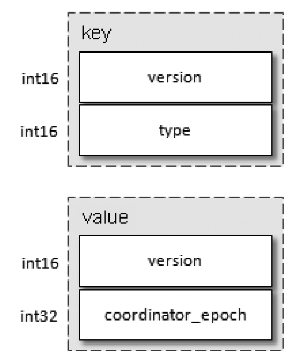 key
int16 version
int16 type
value
int16 version
int32 coordinator_epoch